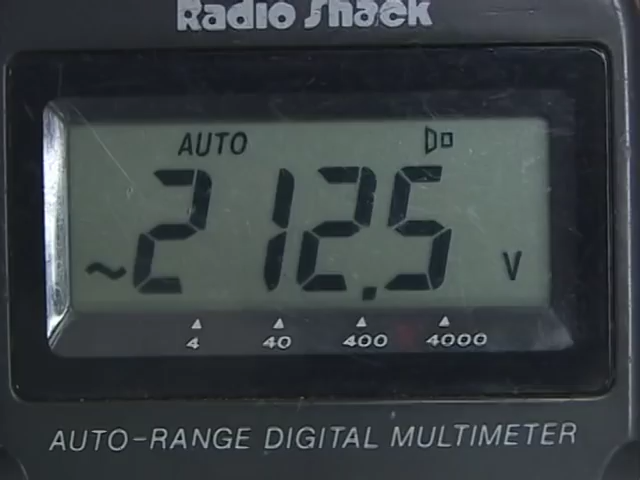 Radio Shack
AUTO
~212.5 V
4 40 400 4000
AUTO-RANGE DIGITAL MULTIMETER